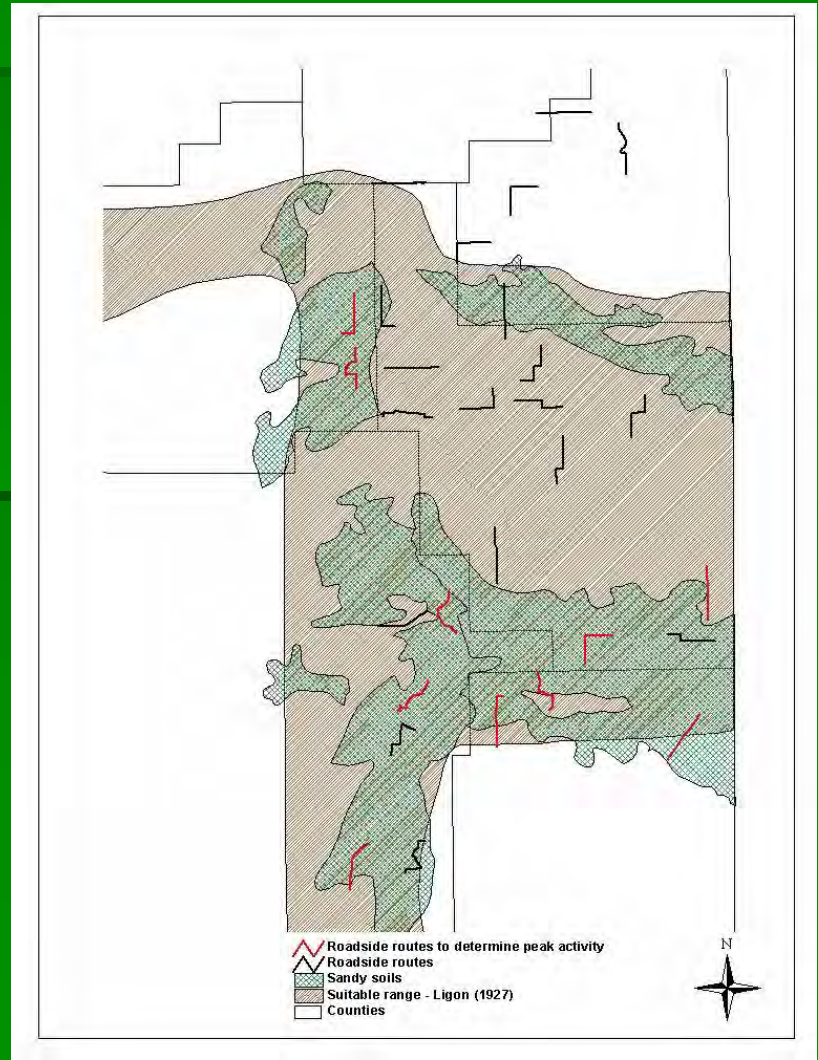 Roadside routes to determine peak activity
Roadside routes
Sandy soils
Suitable range - Ligon (1927)
Counties
N